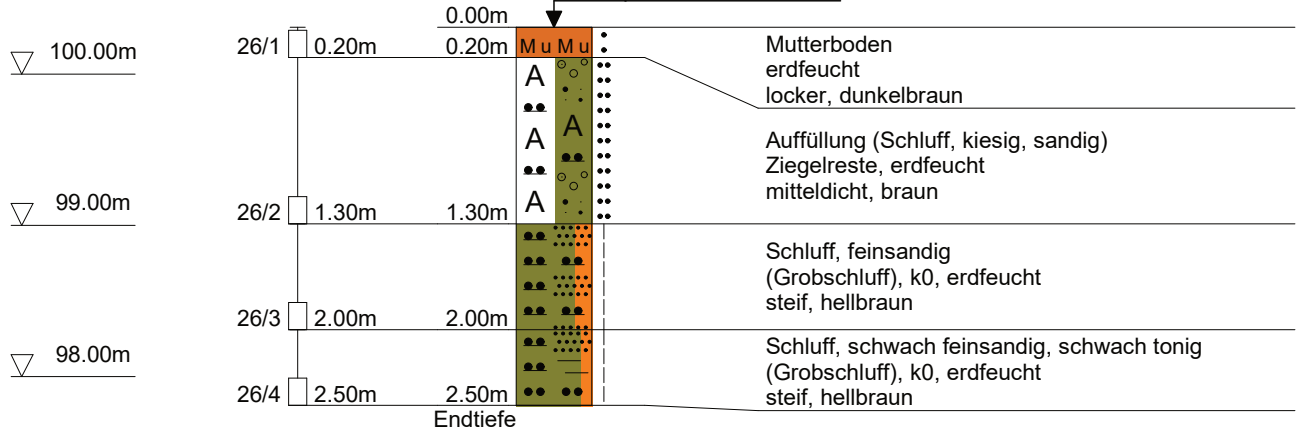 0.00m
100.00m
26/1 0.20m 0.20m Mu Mu
Mutterboden
erdfeucht
locker, dunkelbraun
A
A
A
A
Auffüllung (Schluff, kiesig, sandig)
Ziegelreste, erdfeucht
mitteldicht, braun
99.00m
26/2 1.30m 1.30m
Schluff, feinsandig
(Grobschluff), k0, erdfeucht
steif, hellbraun
26/3 2.00m 2.00m
98.00m
Schluff, schwach feinsandig, schwach tonig
(Grobschluff), k0, erdfeucht
steif, hellbraun
26/4 2.50m 2.50m
Endtiefe